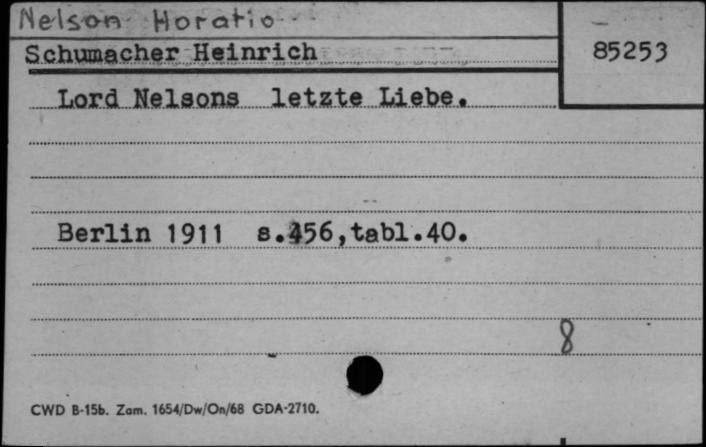 Nelson Horatio
Schumacher Heinrich
85253
Lord Nelsons letzte Liebe.
Berlin 1911 s.456,tabl.40.
8
CWD B-15b. Zam. 1654/Dw/On/68 GDA-2710.